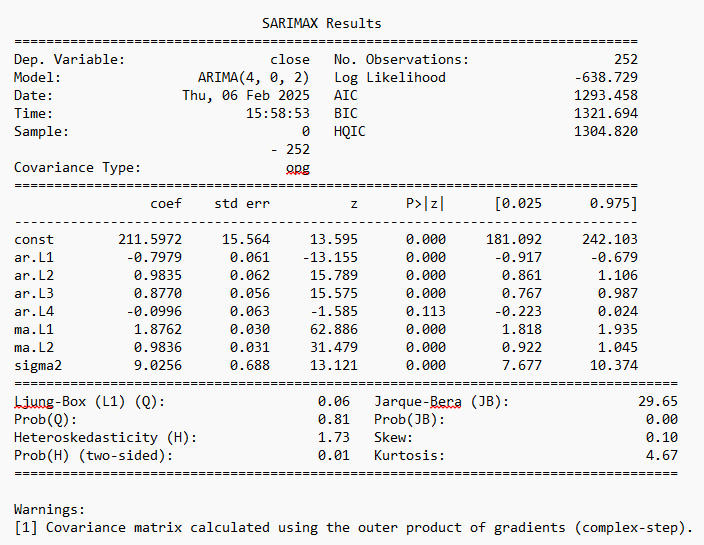 SARIMAX Results
==============================================================================
Dep. Variable:                  close   No. Observations:                  252
Model:                 ARIMA(4, 0, 2)   Log Likelihood                -638.729
Date:                Thu, 06 Feb 2025   AIC                           1293.458
Time:                        15:58:53   BIC                           1321.694
Sample:                             0   HQIC                          1304.820
- 252
Covariance Type:                  opg
==============================================================================
coef    std err          z      P>|z|      [0.025      0.975]
------------------------------------------------------------------------------
const        211.5972     15.564     13.595      0.000     181.092     242.103
ar.L1         -0.7979      0.061    -13.155      0.000      -0.917      -0.679
ar.L2          0.9835      0.062     15.789      0.000       0.861       1.106
ar.L3          0.8770      0.056     15.575      0.000       0.767       0.987
ar.L4         -0.0996      0.063     -1.585      0.113      -0.223       0.024
ma.L1          1.8762      0.030     62.886      0.000       1.818       1.935
ma.L2          0.9836      0.031     31.479      0.000       0.922       1.045
sigma2         9.0256      0.688     13.121      0.000       7.677      10.374
===================================================================================
Ljung-Box (L1) (Q):                   0.06   Jarque-Bera (JB):                29.65
Prob(Q):                              0.81   Prob(JB):                         0.00
Heteroskedasticity (H):               1.73   Skew:                             0.10
Prob(H) (two-sided):                  0.01   Kurtosis:                         4.67
===================================================================================
Warnings:
[1] Covariance matrix calculated using the outer product of gradients (complex-step).